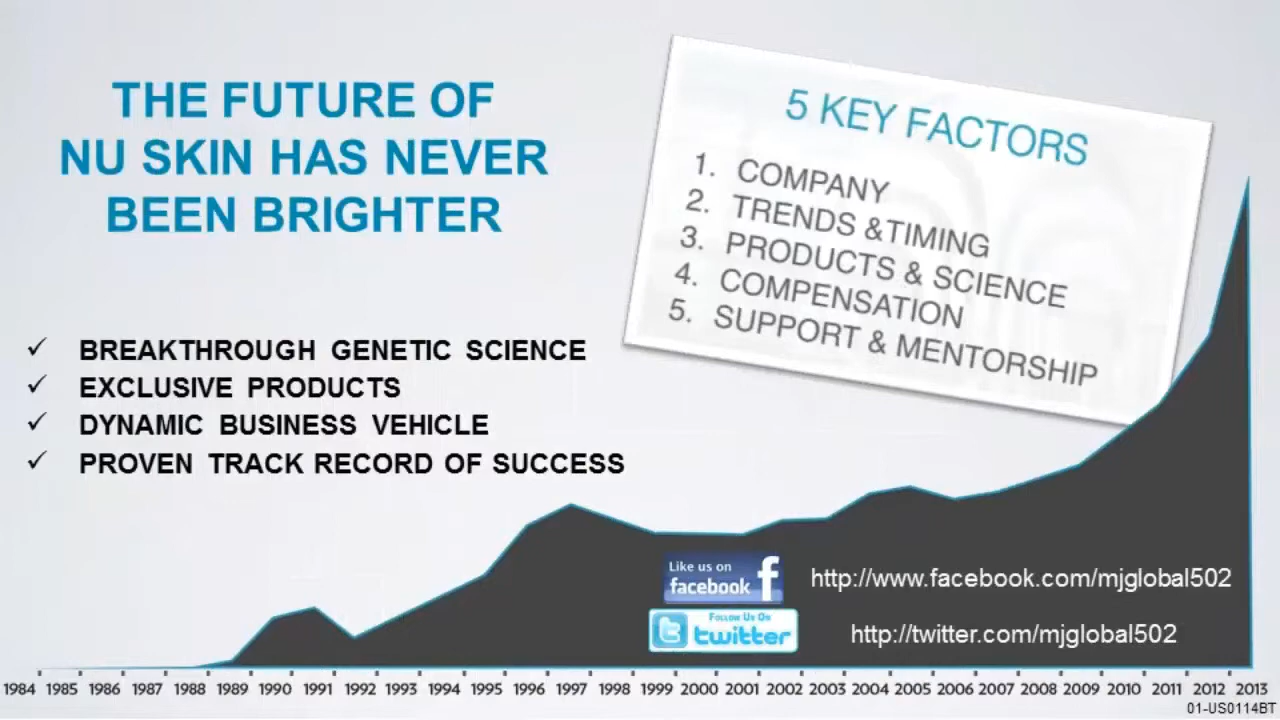 THE FUTURE OF
NU SKIN HAS NEVER
BEEN BRIGHTER
5 KEY FACTORS
1. COMPANY
2. TRENDS &TIMING
3. PRODUCTS & SCIENCE
4. COMPENSATION
5. SUPPORT & MENTORSHIP
✓ BREAKTHROUGH GENETIC SCIENCE
✓ EXCLUSIVE PRODUCTS
✓ DYNAMIC BUSINESS VEHICLE
✓ PROVEN TRACK RECORD OF SUCCESS
Like us on
facebook f
http://www.facebook.com/mjglobal502
FOLLOW US ON
t twitter
http://twitter.com/mjglobal502
1984 1985 1986 1987 1988 1989 1990 1991 1992 1993 1994 1995 1996 1997 1998 1999 2000 2001 2002 2003 2004 2005 2006 2007 2008 2009 2010 2011 2012 2013
01-US0114BT